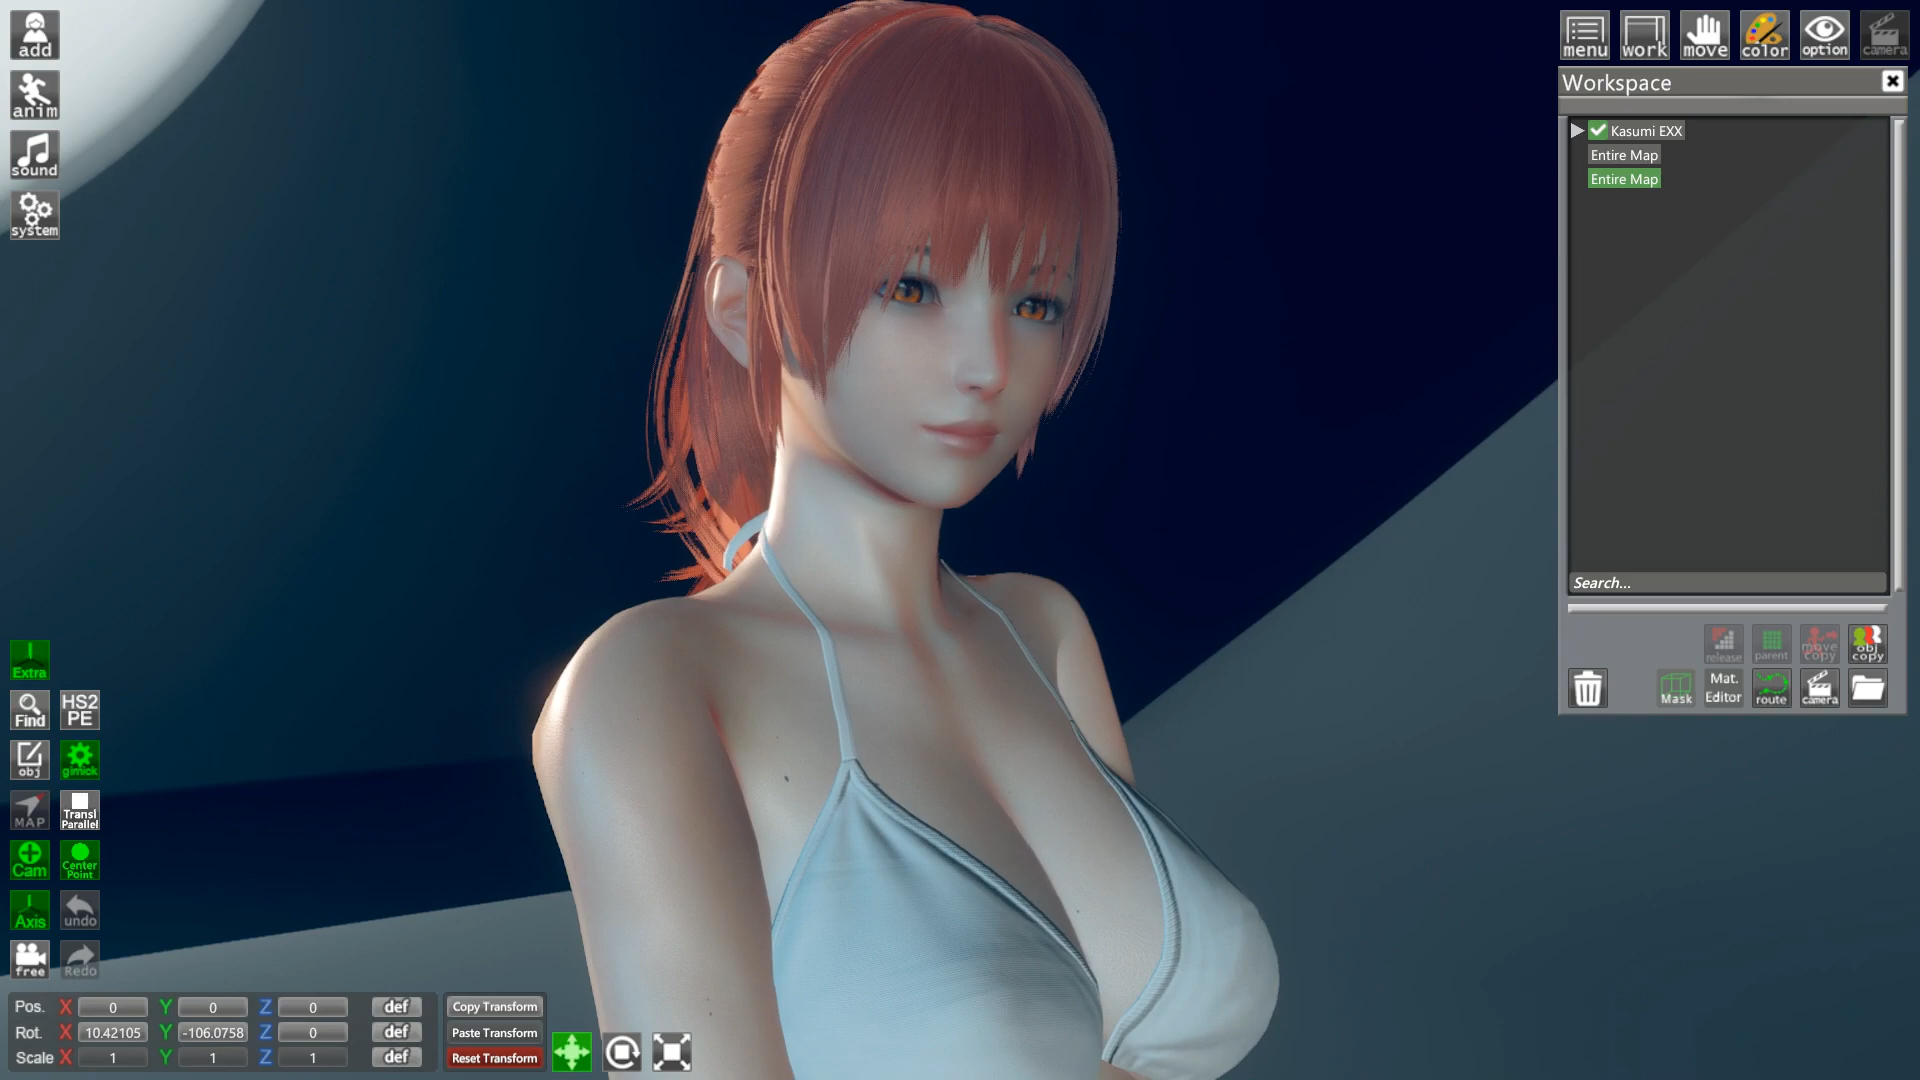 add
anim
sound
system
menu
work
move
color
option
camera
Workspace
Kasumi EXX
Entire Map
Entire Map
Search...
release
parent
move copy
obj copy
Mask
Mat. Editor
route
camera
Extra
Find
HS2 PE
obj
gimick
MAP
Transl Parallel
Cam
Center Point
Axis
undo
free
Redo
Pos. X 0 Y 0 Z 0 def
Rot. X 10.42105 Y -106.0758 Z 0 def
Scale X 1 Y 1 Z 1 def
Copy Transform
Paste Transform
Reset Transform